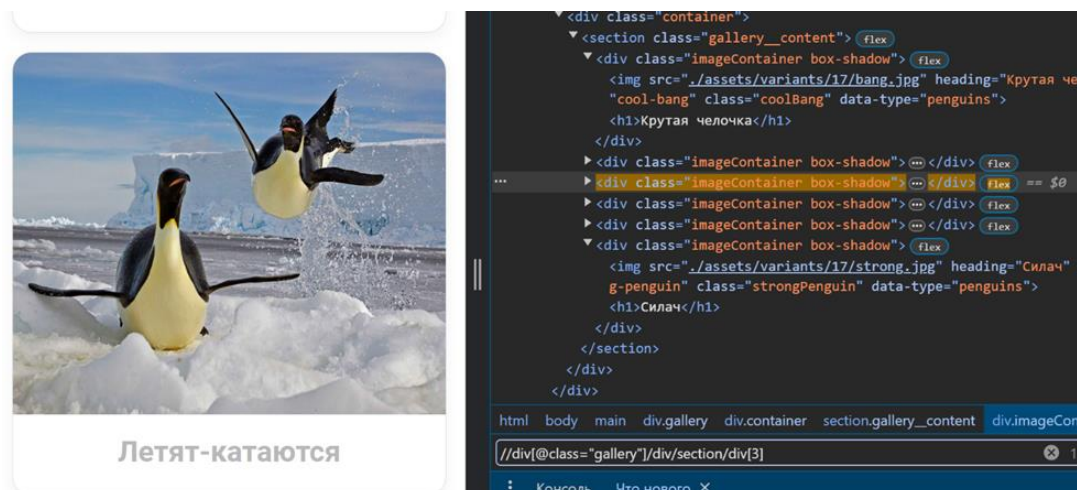 Летят-катаются
<div class="container">
<section class="gallery__content"> flex
<div class="imageContainer box-shadow"> flex
<img src="./assets/variants/17/bang.jpg" heading="Крутая че
"cool-bang" class="coolBang" data-type="penguins">
<h1>Крутая челочка</h1>
</div>
<div class="imageContainer box-shadow"> ... </div> flex
... <div class="imageContainer box-shadow"> ... </div> flex == $0
<div class="imageContainer box-shadow"> ... </div> flex
<div class="imageContainer box-shadow"> ... </div> flex
<div class="imageContainer box-shadow"> flex
<img src="./assets/variants/17/strong.jpg" heading="Силач"
g-penguin" class="strongPenguin" data-type="penguins">
<h1>Силач</h1>
</div>
</section>
</div>
</div>
html body main div.gallery div.container section.gallery__content div.imageCon
//div[@class="gallery"]/div/section/div[3] 1
Консоль Что нового ×